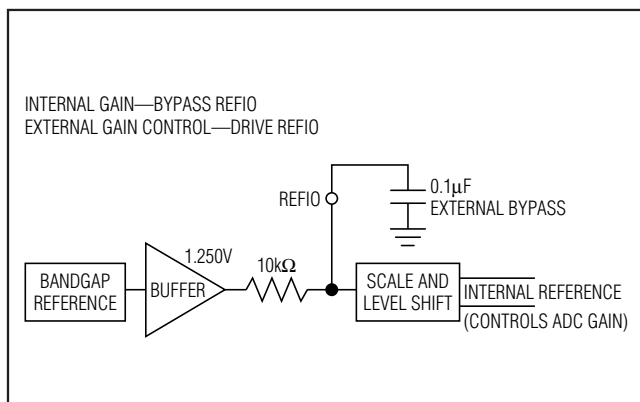 INTERNAL GAIN—BYPASS REFIO
EXTERNAL GAIN CONTROL—DRIVE REFIO
REFIO
0.1μF
EXTERNAL BYPASS
1.250V
10kΩ
BANDGAP
REFERENCE
BUFFER
SCALE AND
LEVEL SHIFT
INTERNAL REFERENCE
(CONTROLS ADC GAIN)